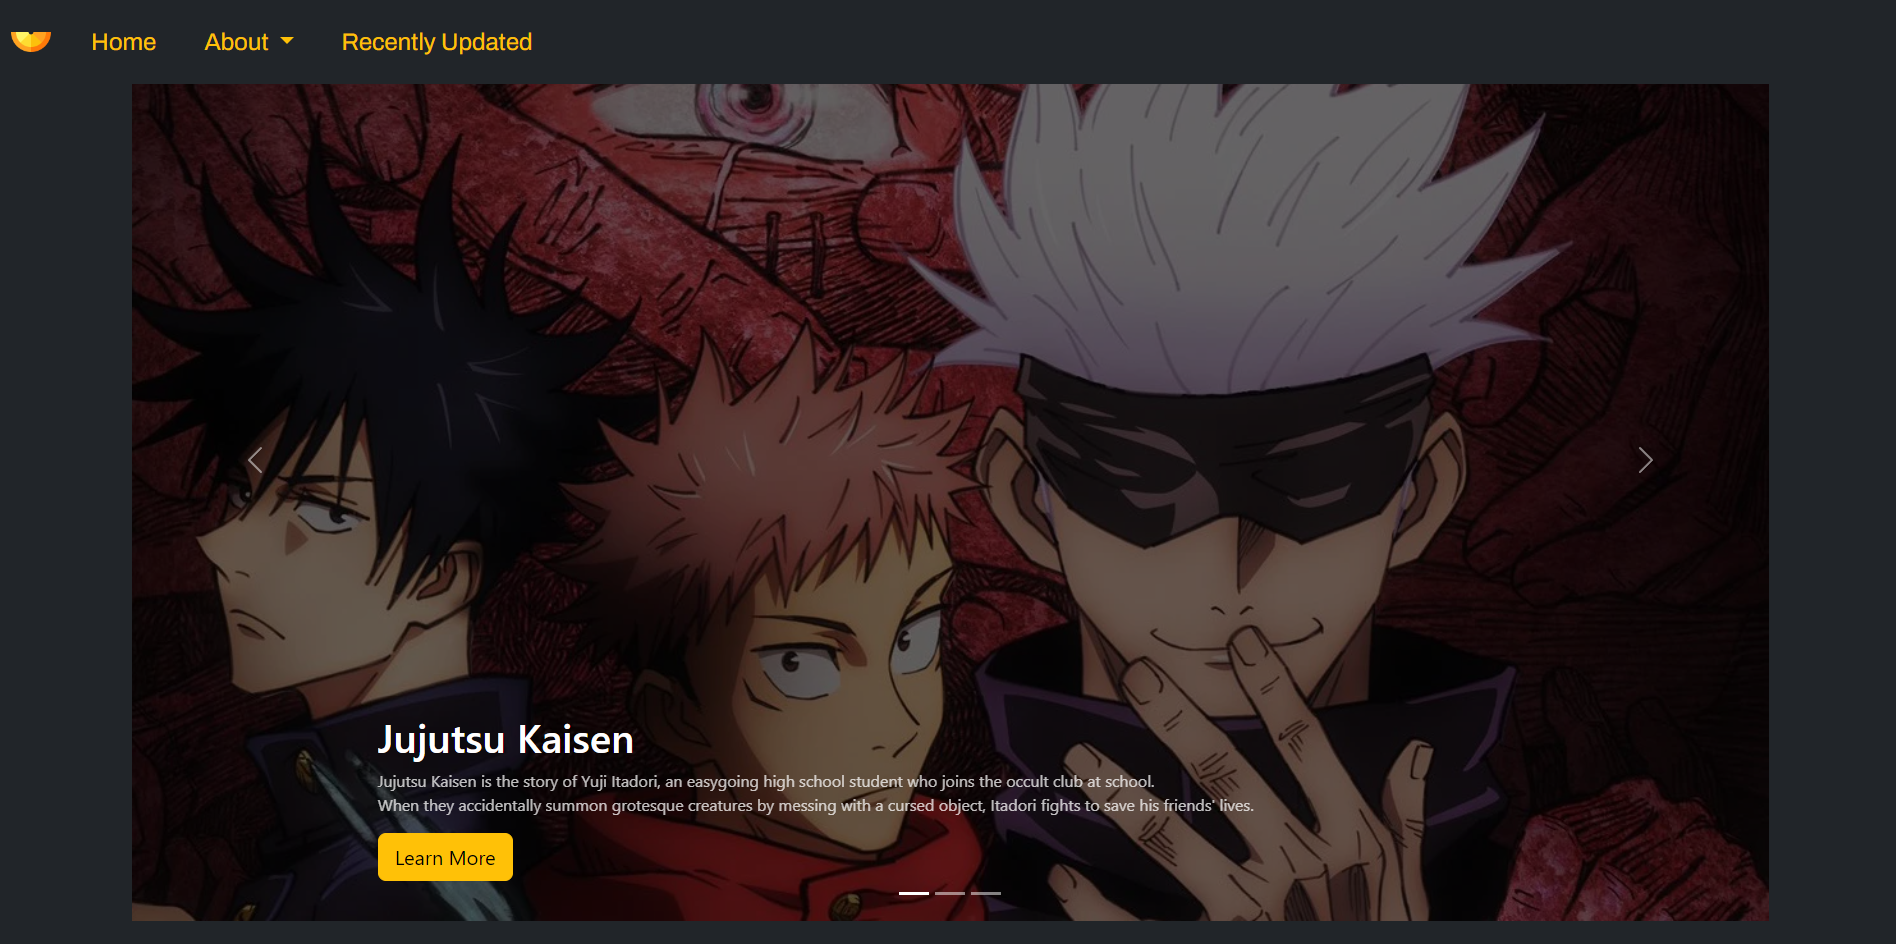 Home About Recently Updated
Jujutsu Kaisen
Jujutsu Kaisen is the story of Yuji Itadori, an easygoing high school student who joins the occult club at school.
When they accidentally summon grotesque creatures by messing with a cursed object, Itadori fights to save his friends' lives.
Learn More